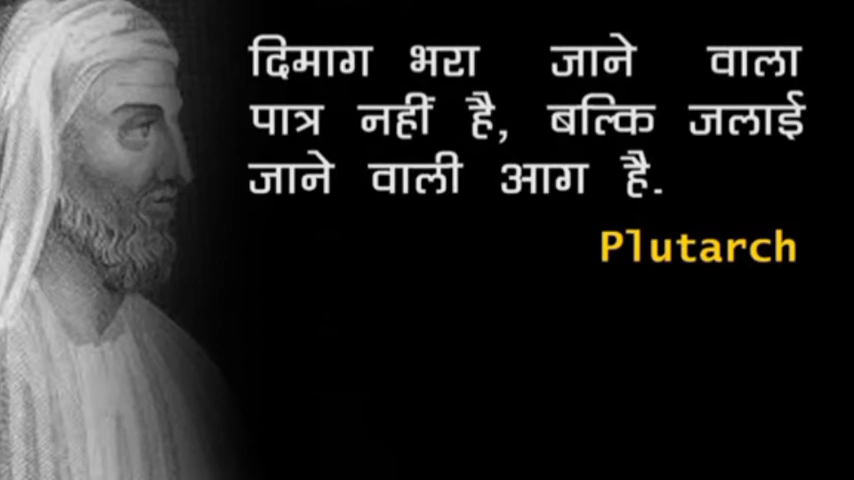 दिमाग भरा जाने वाला
पात्र नहीं है, बल्कि जलाई
जाने वाली आग है.
Plutarch